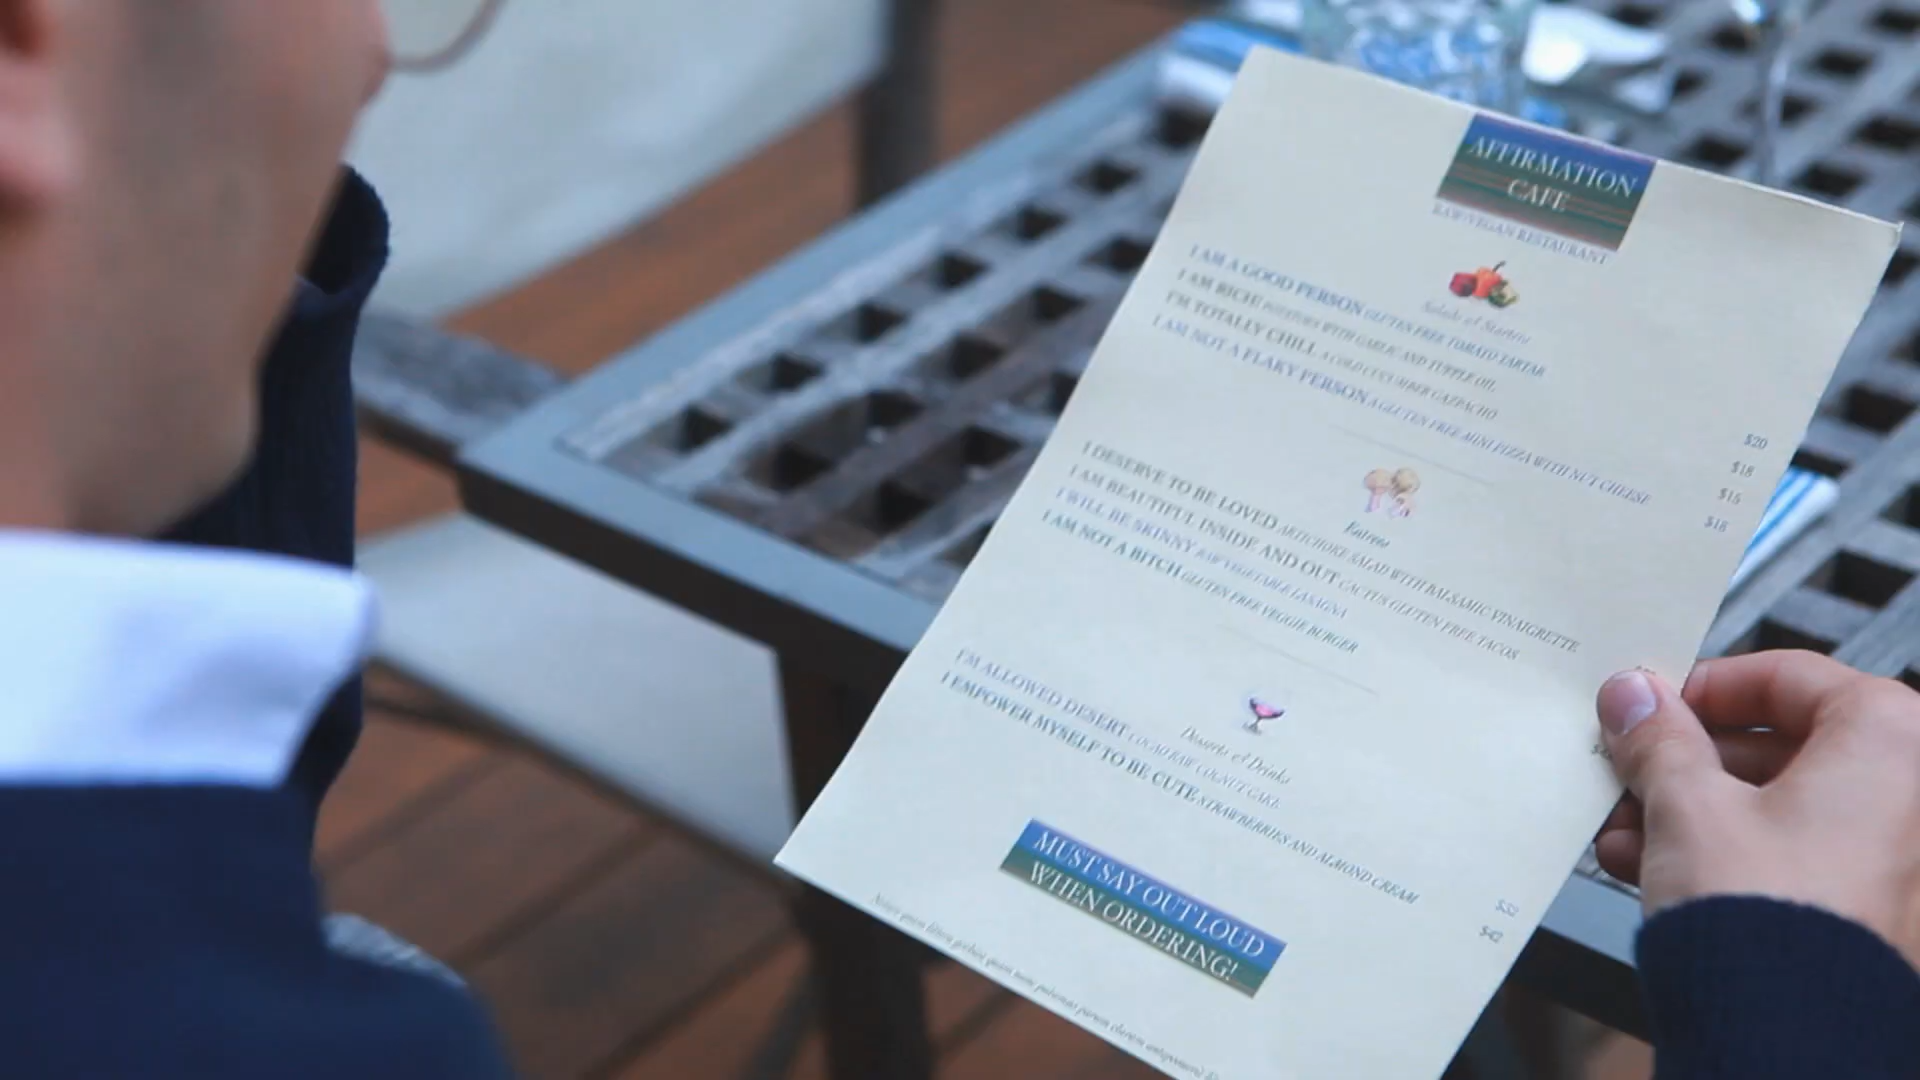 AFFIRMATION
CAFE
RAW VEGAN RESTAURANT
Salads & Starters
I AM A GOOD PERSON GLUTEN FREE TOMATO TARTAR $20
I AM RICH! POTATOES WITH GARLIC AND TUFFLE OIL $18
I'M TOTALLY CHILL A COLD CUCUMBER GAZPACHO $15
I AM NOT A FLAKY PERSON A GLUTEN FREE MINI PIZZA WITH NUT CHEESE $18
Entrees
I DESERVE TO BE LOVED ARTICHOKE SALAD WITH BALSAMIC VINAIGRETTE
I AM BEAUTIFUL INSIDE AND OUT CACTUS GLUTEN FREE TACOS
I WILL BE SKINNY RAW VEGETABLE LASAGNA
I AM NOT A BITCH GLUTEN FREE VEGGIE BURGER
Desserts & Drinks
I'M ALLOWED DESERT COCAO RAW COCNUT CAKE $32
I EMPOWER MYSELF TO BE CUTE STRAWBERRIES AND ALMOND CREAM $42
MUST SAY OUT LOUD
WHEN ORDERING!